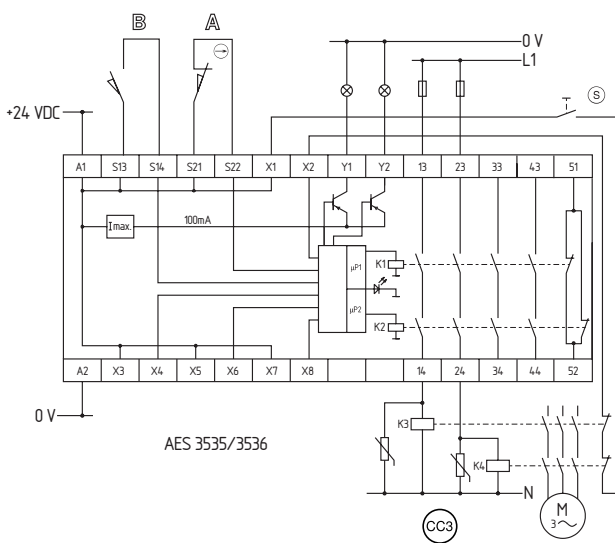 B A
0 V
L1
S
+24 VDC
A1 S13 S14 S21 S22 X1 X2 Y1 Y2 13 23 33 43 51
Imax. 100mA
µP1 K1
µP2 K2
A2 X3 X4 X5 X6 X7 X8 14 24 34 44 52
0 V
K3
AES 3535/3536
K4
N
CC3
M
3